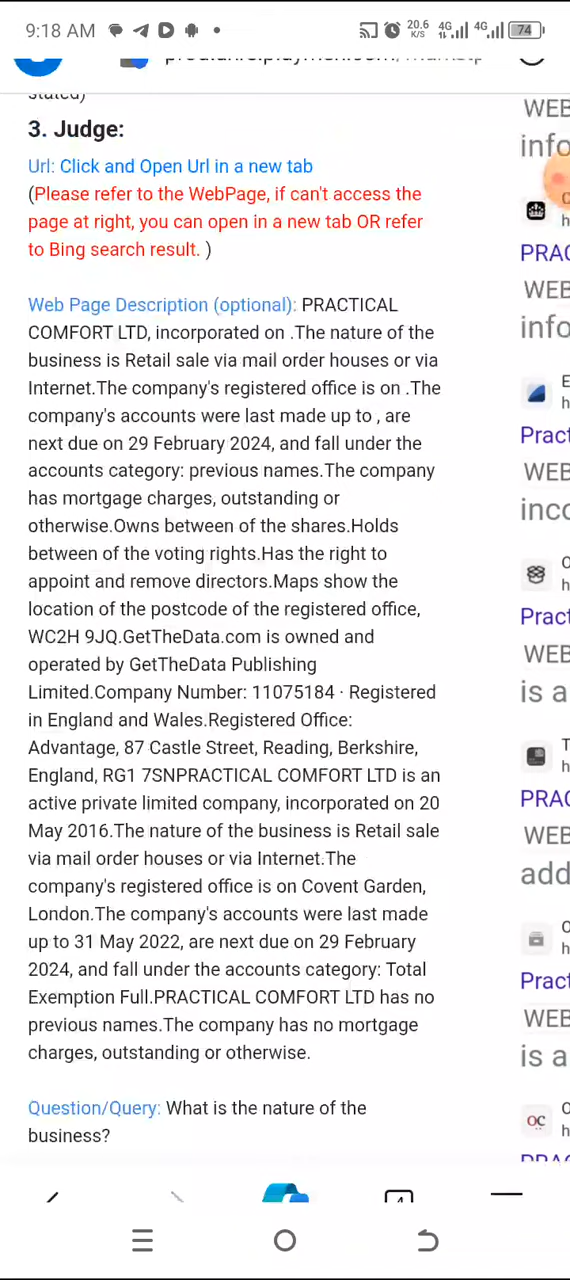 9:18 AM
20.6 K/S 4G 4G 74
3. Judge:
Url: Click and Open Url in a new tab
(Please refer to the WebPage, if can't access the
page at right, you can open in a new tab OR refer
to Bing search result. )
Web Page Description (optional): PRACTICAL
COMFORT LTD, incorporated on .The nature of the
business is Retail sale via mail order houses or via
Internet.The company's registered office is on .The
company's accounts were last made up to , are
next due on 29 February 2024, and fall under the
accounts category: previous names.The company
has mortgage charges, outstanding or
otherwise.Owns between of the shares.Holds
between of the voting rights.Has the right to
appoint and remove directors.Maps show the
location of the postcode of the registered office,
WC2H 9JQ.GetTheData.com is owned and
operated by GetTheData Publishing
Limited.Company Number: 11075184 · Registered
in England and Wales.Registered Office:
Advantage, 87 Castle Street, Reading, Berkshire,
England, RG1 7SNPRACTICAL COMFORT LTD is an
active private limited company, incorporated on 20
May 2016.The nature of the business is Retail sale
via mail order houses or via Internet.The
company's registered office is on Covent Garden,
London.The company's accounts were last made
up to 31 May 2022, are next due on 29 February
2024, and fall under the accounts category: Total
Exemption Full.PRACTICAL COMFORT LTD has no
previous names.The company has no mortgage
charges, outstanding or otherwise.
Question/Query: What is the nature of the
business?
WEB
info
PRAC
WEB
info
Pract
WEB
inco
Pract
WEB
is a
PRAC
WEB
add
Pract
WEB
is a
OC